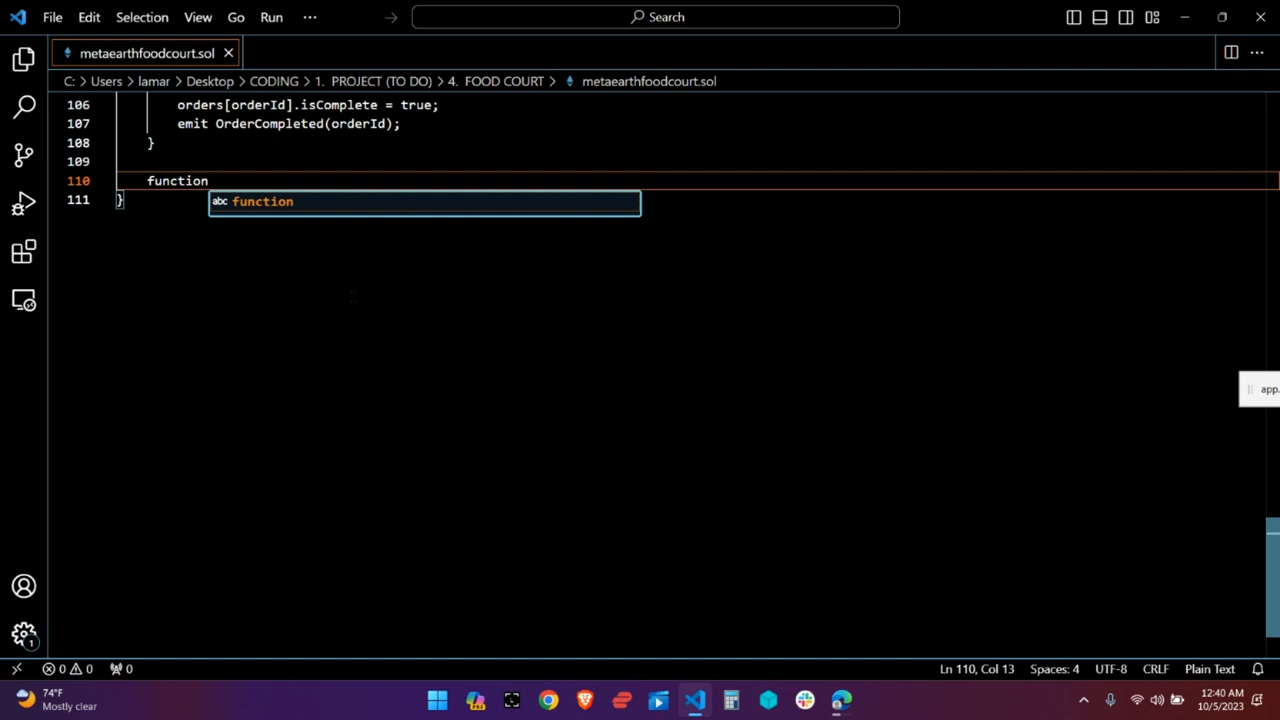 File Edit Selection View Go Run ··· Search
metaearthfoodcourt.sol
C: > Users > lamar > Desktop > CODING > 1. PROJECT (TO DO) > 4. FOOD COURT > metaearthfoodcourt.sol
106 orders[orderId].isComplete = true;
107 emit OrderCompleted(orderId);
108 }
109
110 function
111 }
abc function
app.
1
0 0 0 Ln 110, Col 13 Spaces: 4 UTF-8 CRLF Plain Text
74°F
Mostly clear
12:40 AM
10/5/2023